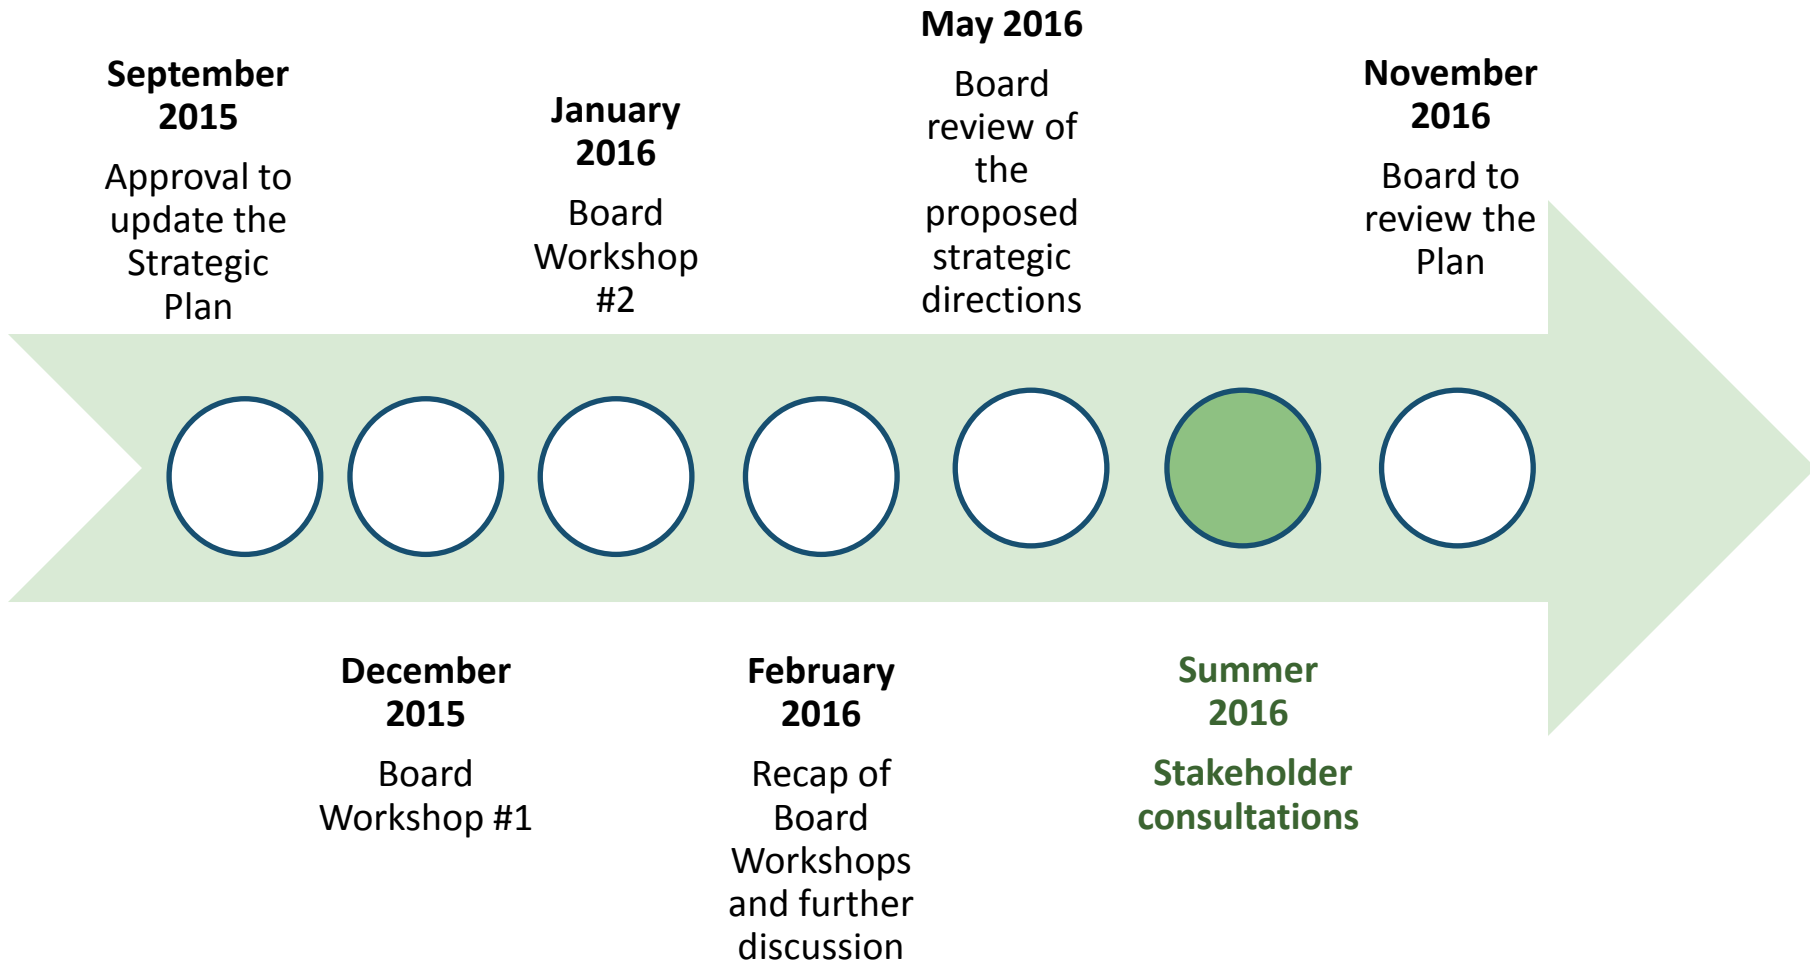 September
2015
Approval to
update the
Strategic
Plan
December
2015
Board
Workshop #1
January
2016
Board
Workshop
#2
February
2016
Recap of
Board
Workshops
and further
discussion
May 2016
Board
review of
the
proposed
strategic
directions
Summer
2016
Stakeholder
consultations
November
2016
Board to
review the
Plan